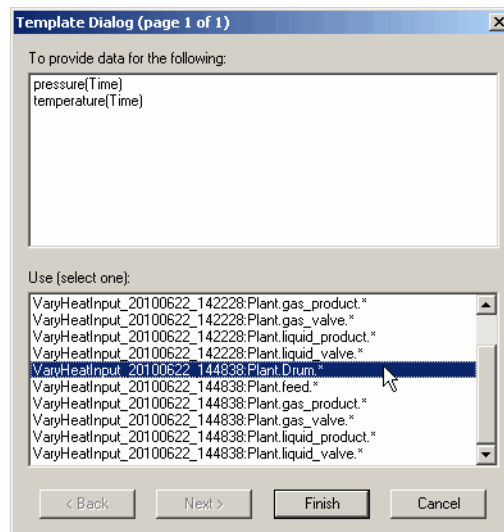 Template Dialog (page 1 of 1)
To provide data for the following:
pressure(Time)
temperature(Time)
Use (select one):
VaryHeatInput_20100622_142228:Plant.gas_product.*
VaryHeatInput_20100622_142228:Plant.gas_valve.*
VaryHeatInput_20100622_142228:Plant.liquid_product.*
VaryHeatInput_20100622_142228:Plant.liquid_valve.*
VaryHeatInput_20100622_144838:Plant.Drum.*
VaryHeatInput_20100622_144838:Plant.feed.*
VaryHeatInput_20100622_144838:Plant.gas_product.*
VaryHeatInput_20100622_144838:Plant.gas_valve.*
VaryHeatInput_20100622_144838:Plant.liquid_product.*
VaryHeatInput_20100622_144838:Plant.liquid_valve.*
< Back Next > Finish Cancel